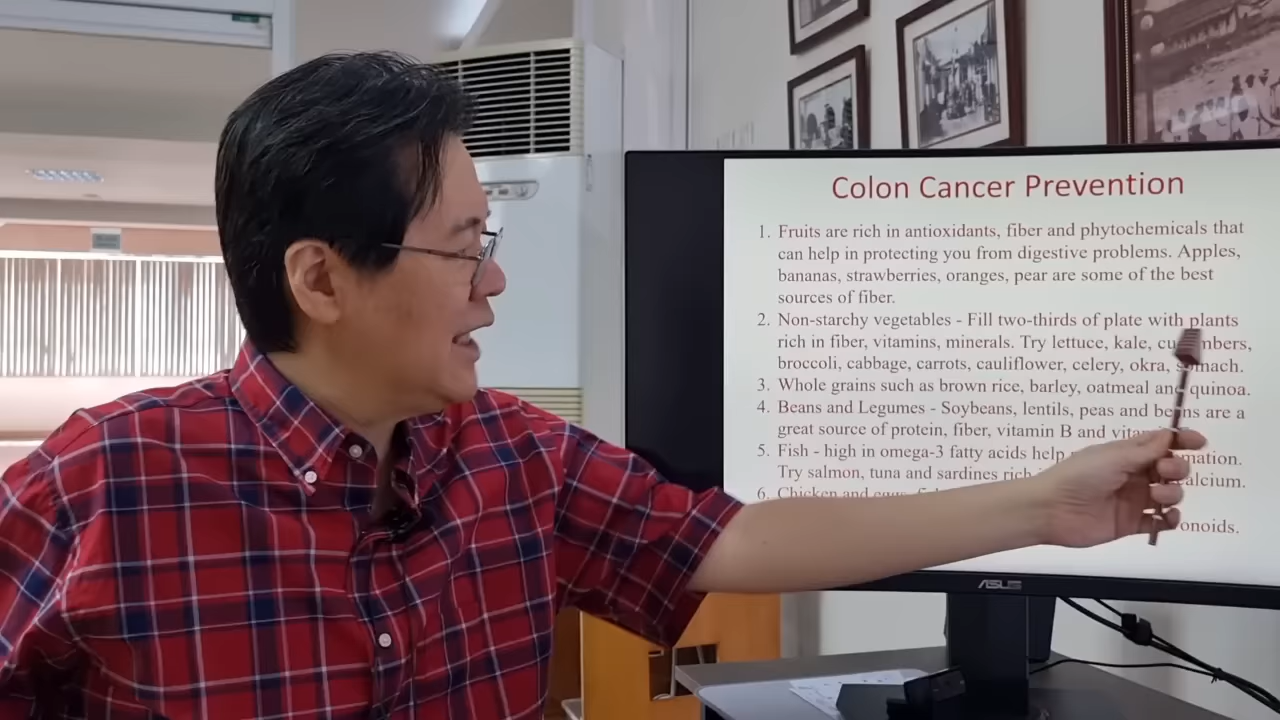 Colon Cancer Prevention
1. Fruits are rich in antioxidants, fiber and phytochemicals that
can help in protecting you from digestive problems. Apples,
bananas, strawberries, oranges, pear are some of the best
sources of fiber.
2. Non-starchy vegetables - Fill two-thirds of plate with plants
rich in fiber, vitamins, minerals. Try lettuce, kale,
broccoli, cabbage, carrots, cauliflower, celery, okra,
3. Whole grains such as brown rice, barley, oatmeal and quinoa.
4. Beans and Legumes - Soybeans, lentils, peas and beans are a
great source of protein, fiber, vitamin B and
5. Fish - high in omega-3 fatty acids help
Try salmon, tuna and sardines calcium.
6. Chicken and eggs
ASUS